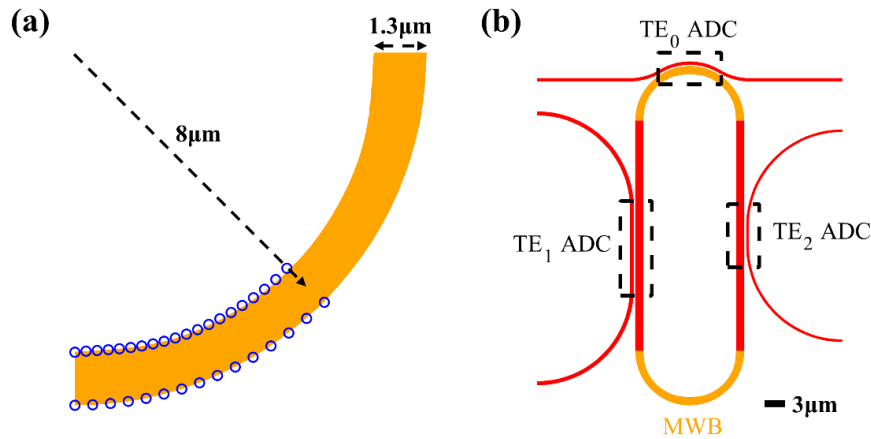 (a)
1.3μm
8μm
(b)
TE₀ ADC
TE₁ ADC
TE₂ ADC
3μm
MWB